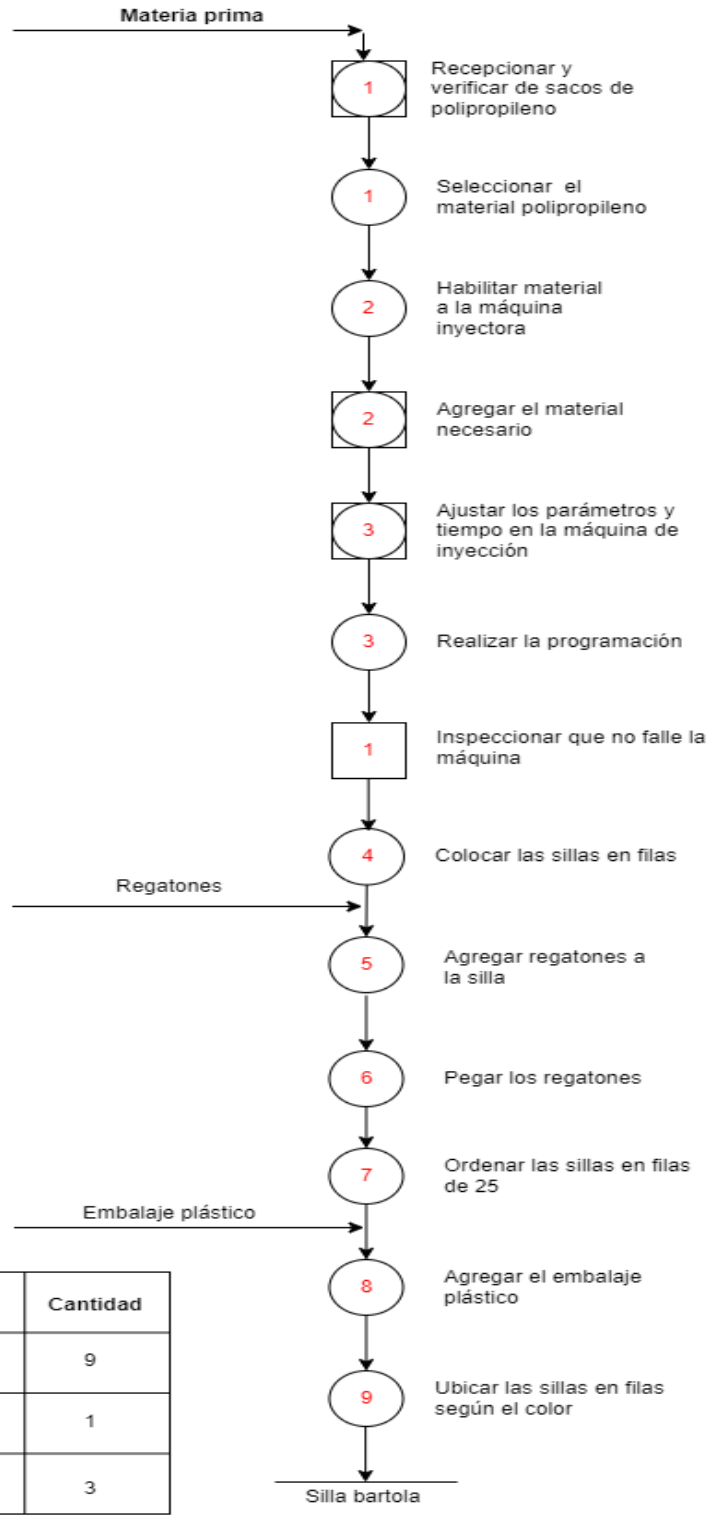 Materia prima
1
Recepcionar y
verificar de sacos de
polipropileno
1
Seleccionar el
material polipropileno
2
Habilitar material
a la máquina
inyectora
2
Agregar el material
necesario
3
Ajustar los parámetros y
tiempo en la máquina de
inyección
3
Realizar la programación
1
Inspeccionar que no falle la
máquina
4
Colocar las sillas en filas
Regatones
5
Agregar regatones a
la silla
6
Pegar los regatones
7
Ordenar las sillas en filas
de 25
Embalaje plástico
8
Agregar el embalaje
plástico
9
Ubicar las sillas en filas
según el color
Silla bartola
Cantidad
9
1
3